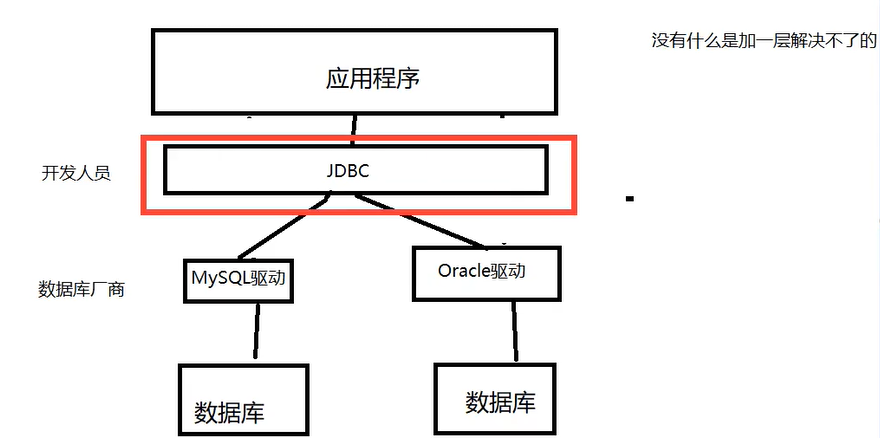 没有什么是加一层解决不了的
应用程序
开发人员
JDBC
MySQL驱动
Oracle驱动
数据库厂商
数据库
数据库